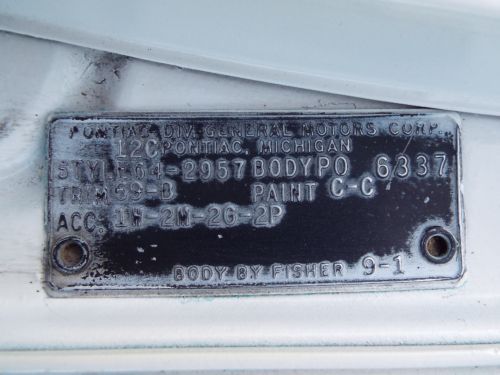 PONTIAC DIV. GENERAL MOTORS CORP.
12C PONTIAC, MICHIGAN
STYLE 64-2957 BODY PO 6337
TRIM 59-B PAINT C-C
ACC. 1W-2M-2G-2P
BODY BY FISHER 9-1